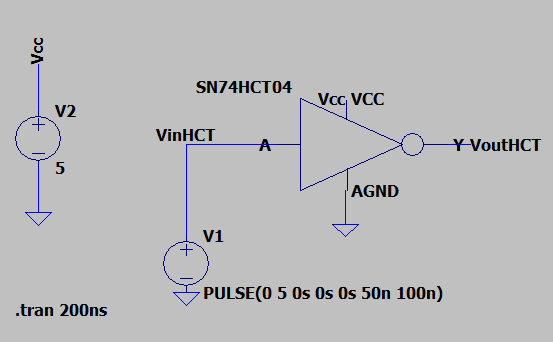 Vcc
V2
5
SN74HCT04
Vcc VCC
VinHCT
A
Y VoutHCT
AGND
V1
PULSE(0 5 0s 0s 0s 50n 100n)
.tran 200ns